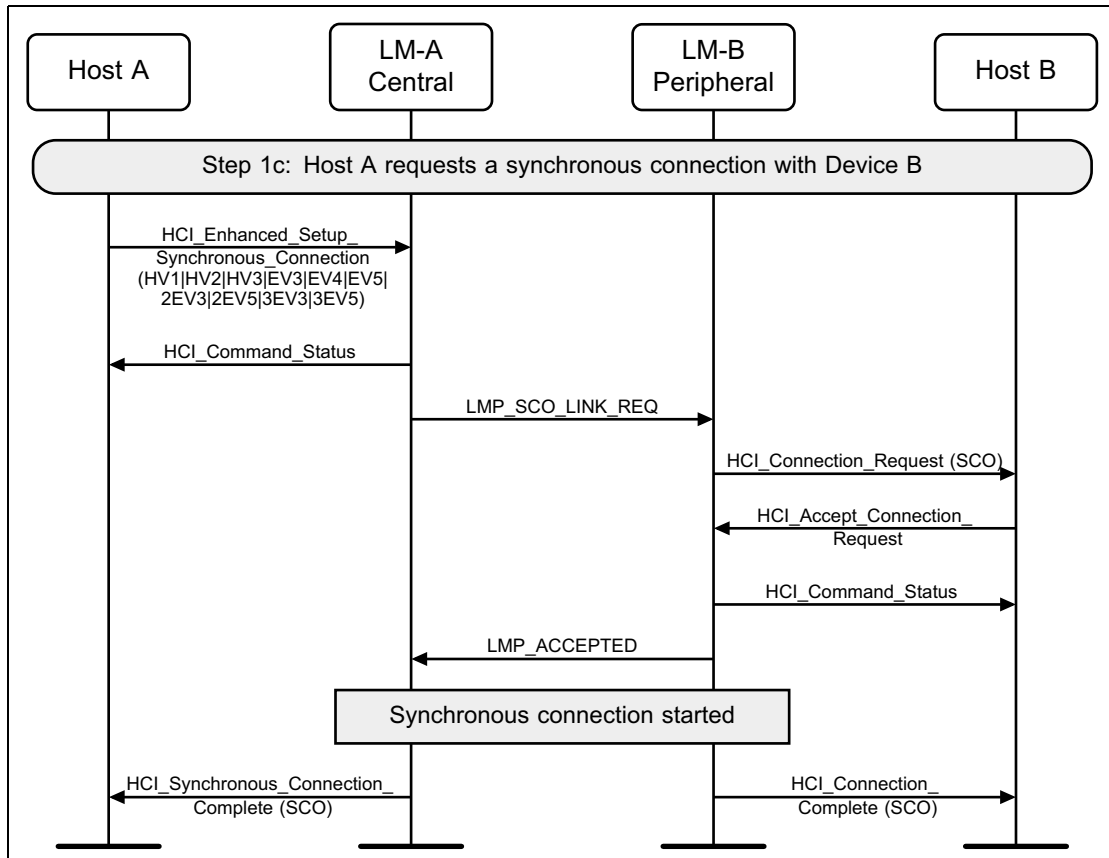 Host A
LM-A
Central
LM-B
Peripheral
Host B
Step 1c: Host A requests a synchronous connection with Device B
HCI_Enhanced_Setup_
Synchronous_Connection
(HV1|HV2|HV3|EV3|EV4|EV5|
2EV3|2EV5|3EV3|3EV5)
HCI_Command_Status
LMP_SCO_LINK_REQ
HCI_Connection_Request (SCO)
HCI_Accept_Connection_
Request
HCI_Command_Status
LMP_ACCEPTED
Synchronous connection started
HCI_Synchronous_Connection_
Complete (SCO)
HCI_Connection_
Complete (SCO)